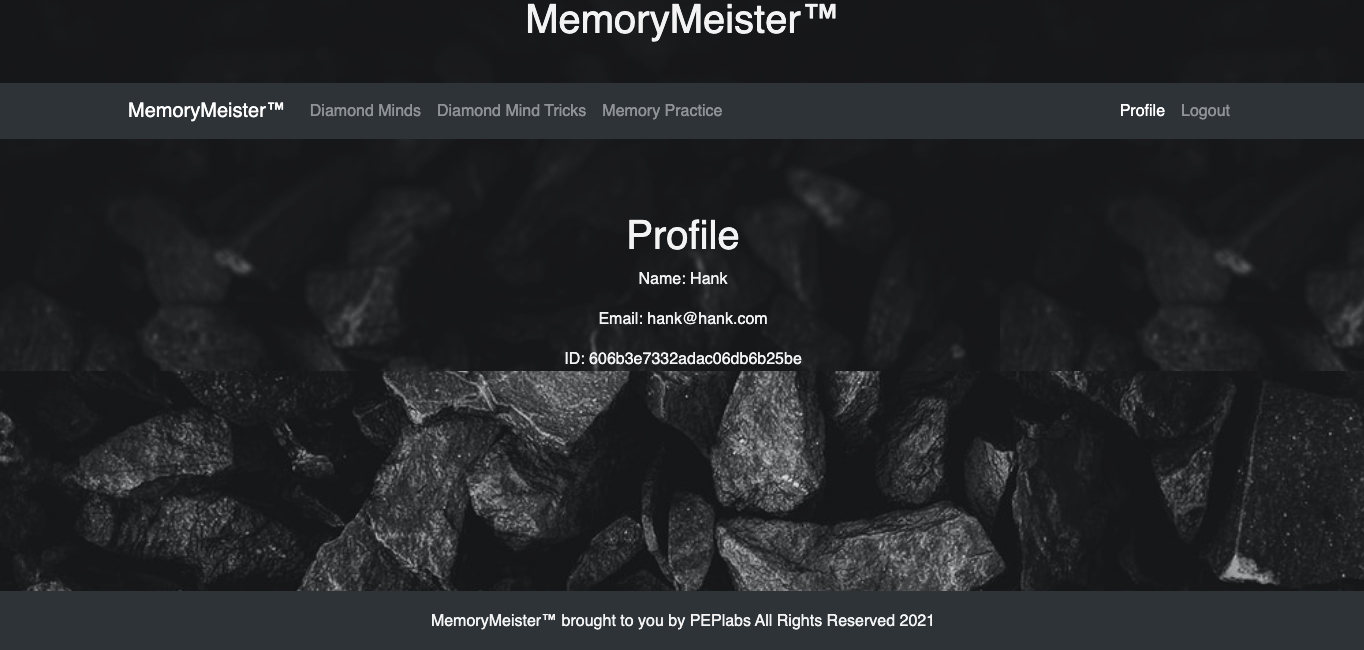 MemoryMeister™
MemoryMeister™ Diamond Minds Diamond Mind Tricks Memory Practice Profile Logout
Profile
Name: Hank
Email: hank@hank.com
ID: 606b3e7332adac06db6b25be
MemoryMeister™ brought to you by PEPlabs All Rights Reserved 2021